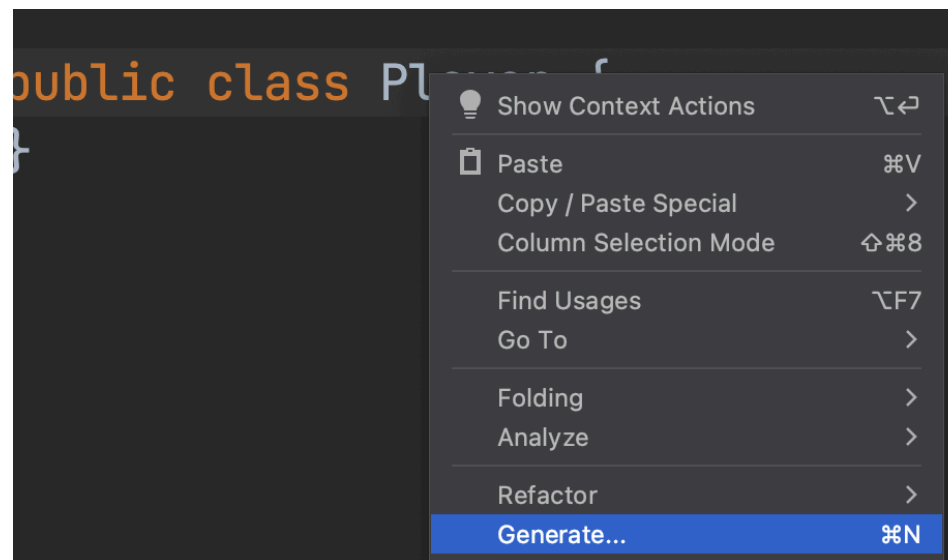 public class Pl
}
Show Context Actions ⌥⏎
Paste ⌘V
Copy / Paste Special >
Column Selection Mode ⇧⌘8
Find Usages ⌥F7
Go To >
Folding >
Analyze >
Refactor >
Generate... ⌘N